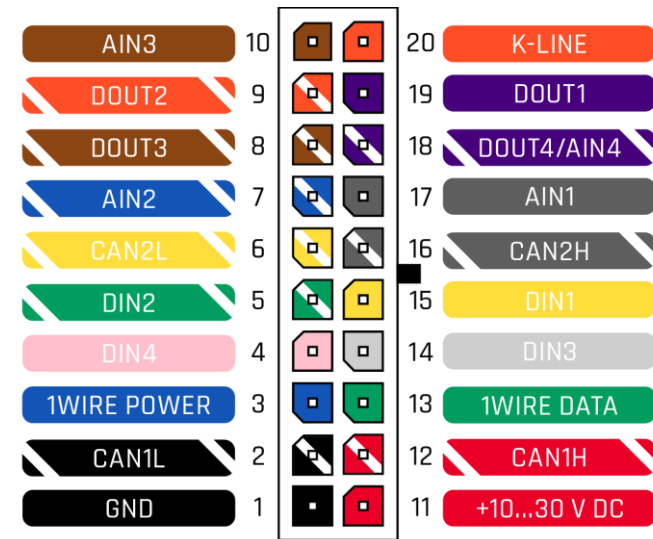 AIN3 10 20 K-LINE
DOUT2 9 19 DOUT1
DOUT3 8 18 DOUT4/AIN4
AIN2 7 17 AIN1
CAN2L 6 16 CAN2H
DIN2 5 15 DIN1
DIN4 4 14 DIN3
1WIRE POWER 3 13 1WIRE DATA
CAN1L 2 12 CAN1H
GND 1 11 +10...30 V DC